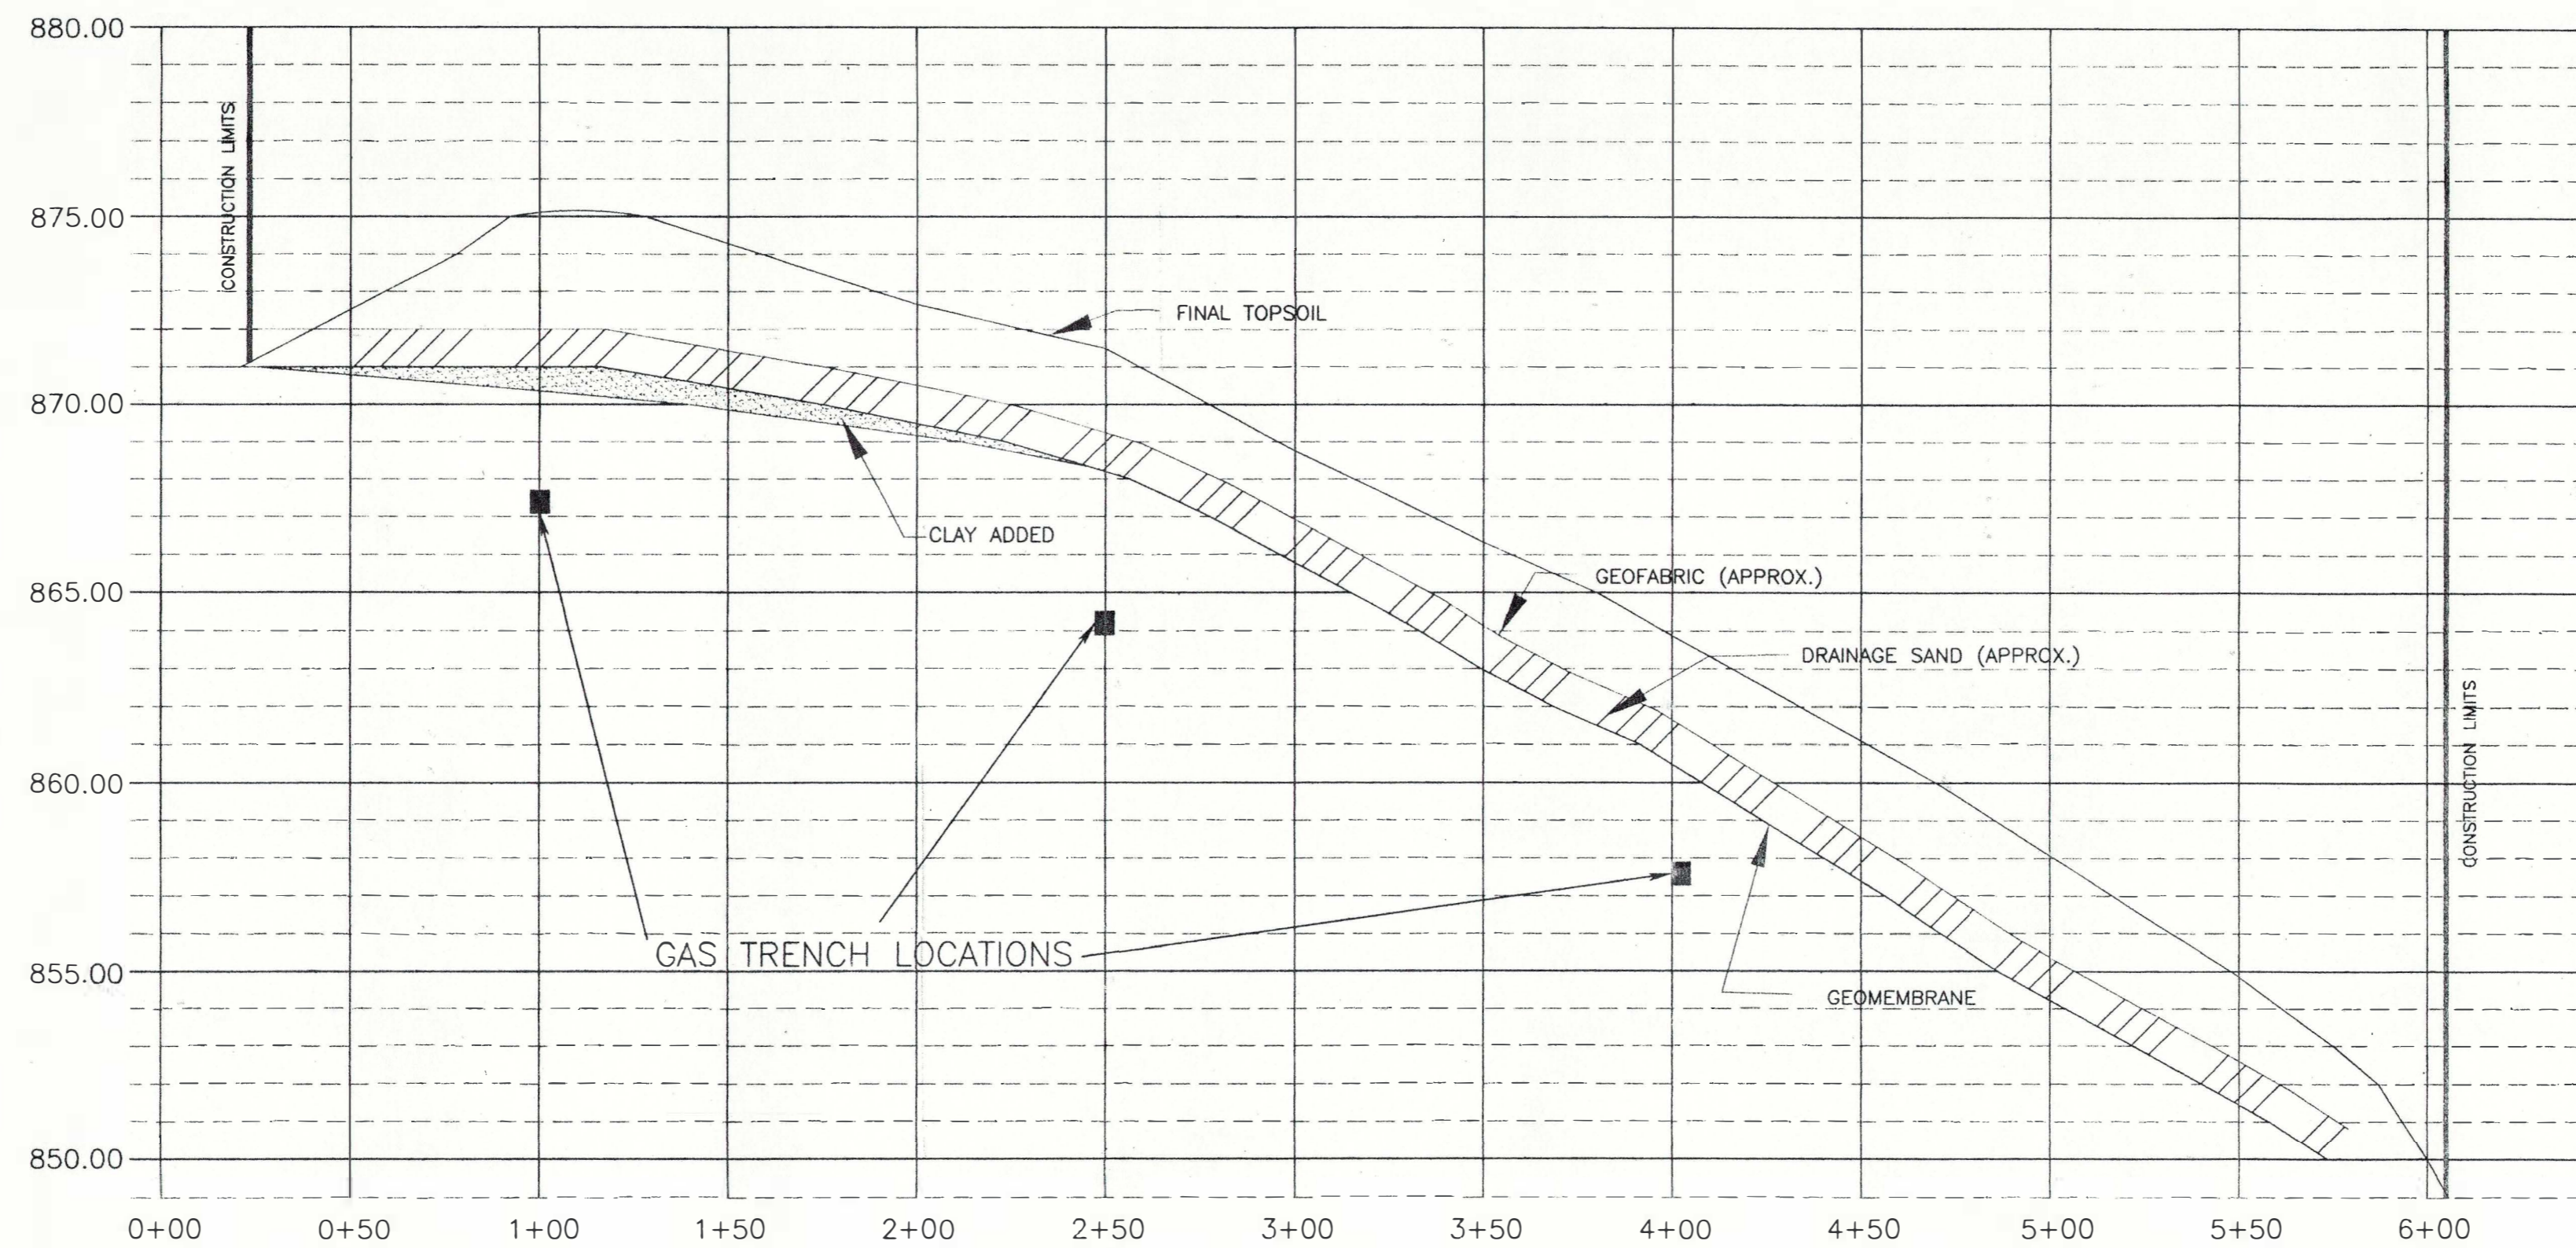 880.00
875.00
870.00
865.00
860.00
855.00
850.00
CONSTRUCTION LIMITS
FINAL TOPSOIL
CLAY ADDED
GEOFABRIC (APPROX.)
DRAINAGE SAND (APPROX.)
CONSTRUCTION LIMITS
GAS TRENCH LOCATIONS
GEOMEMBRANE
0+00 0+50 1+00 1+50 2+00 2+50 3+00 3+50 4+00 4+50 5+00 5+50 6+00